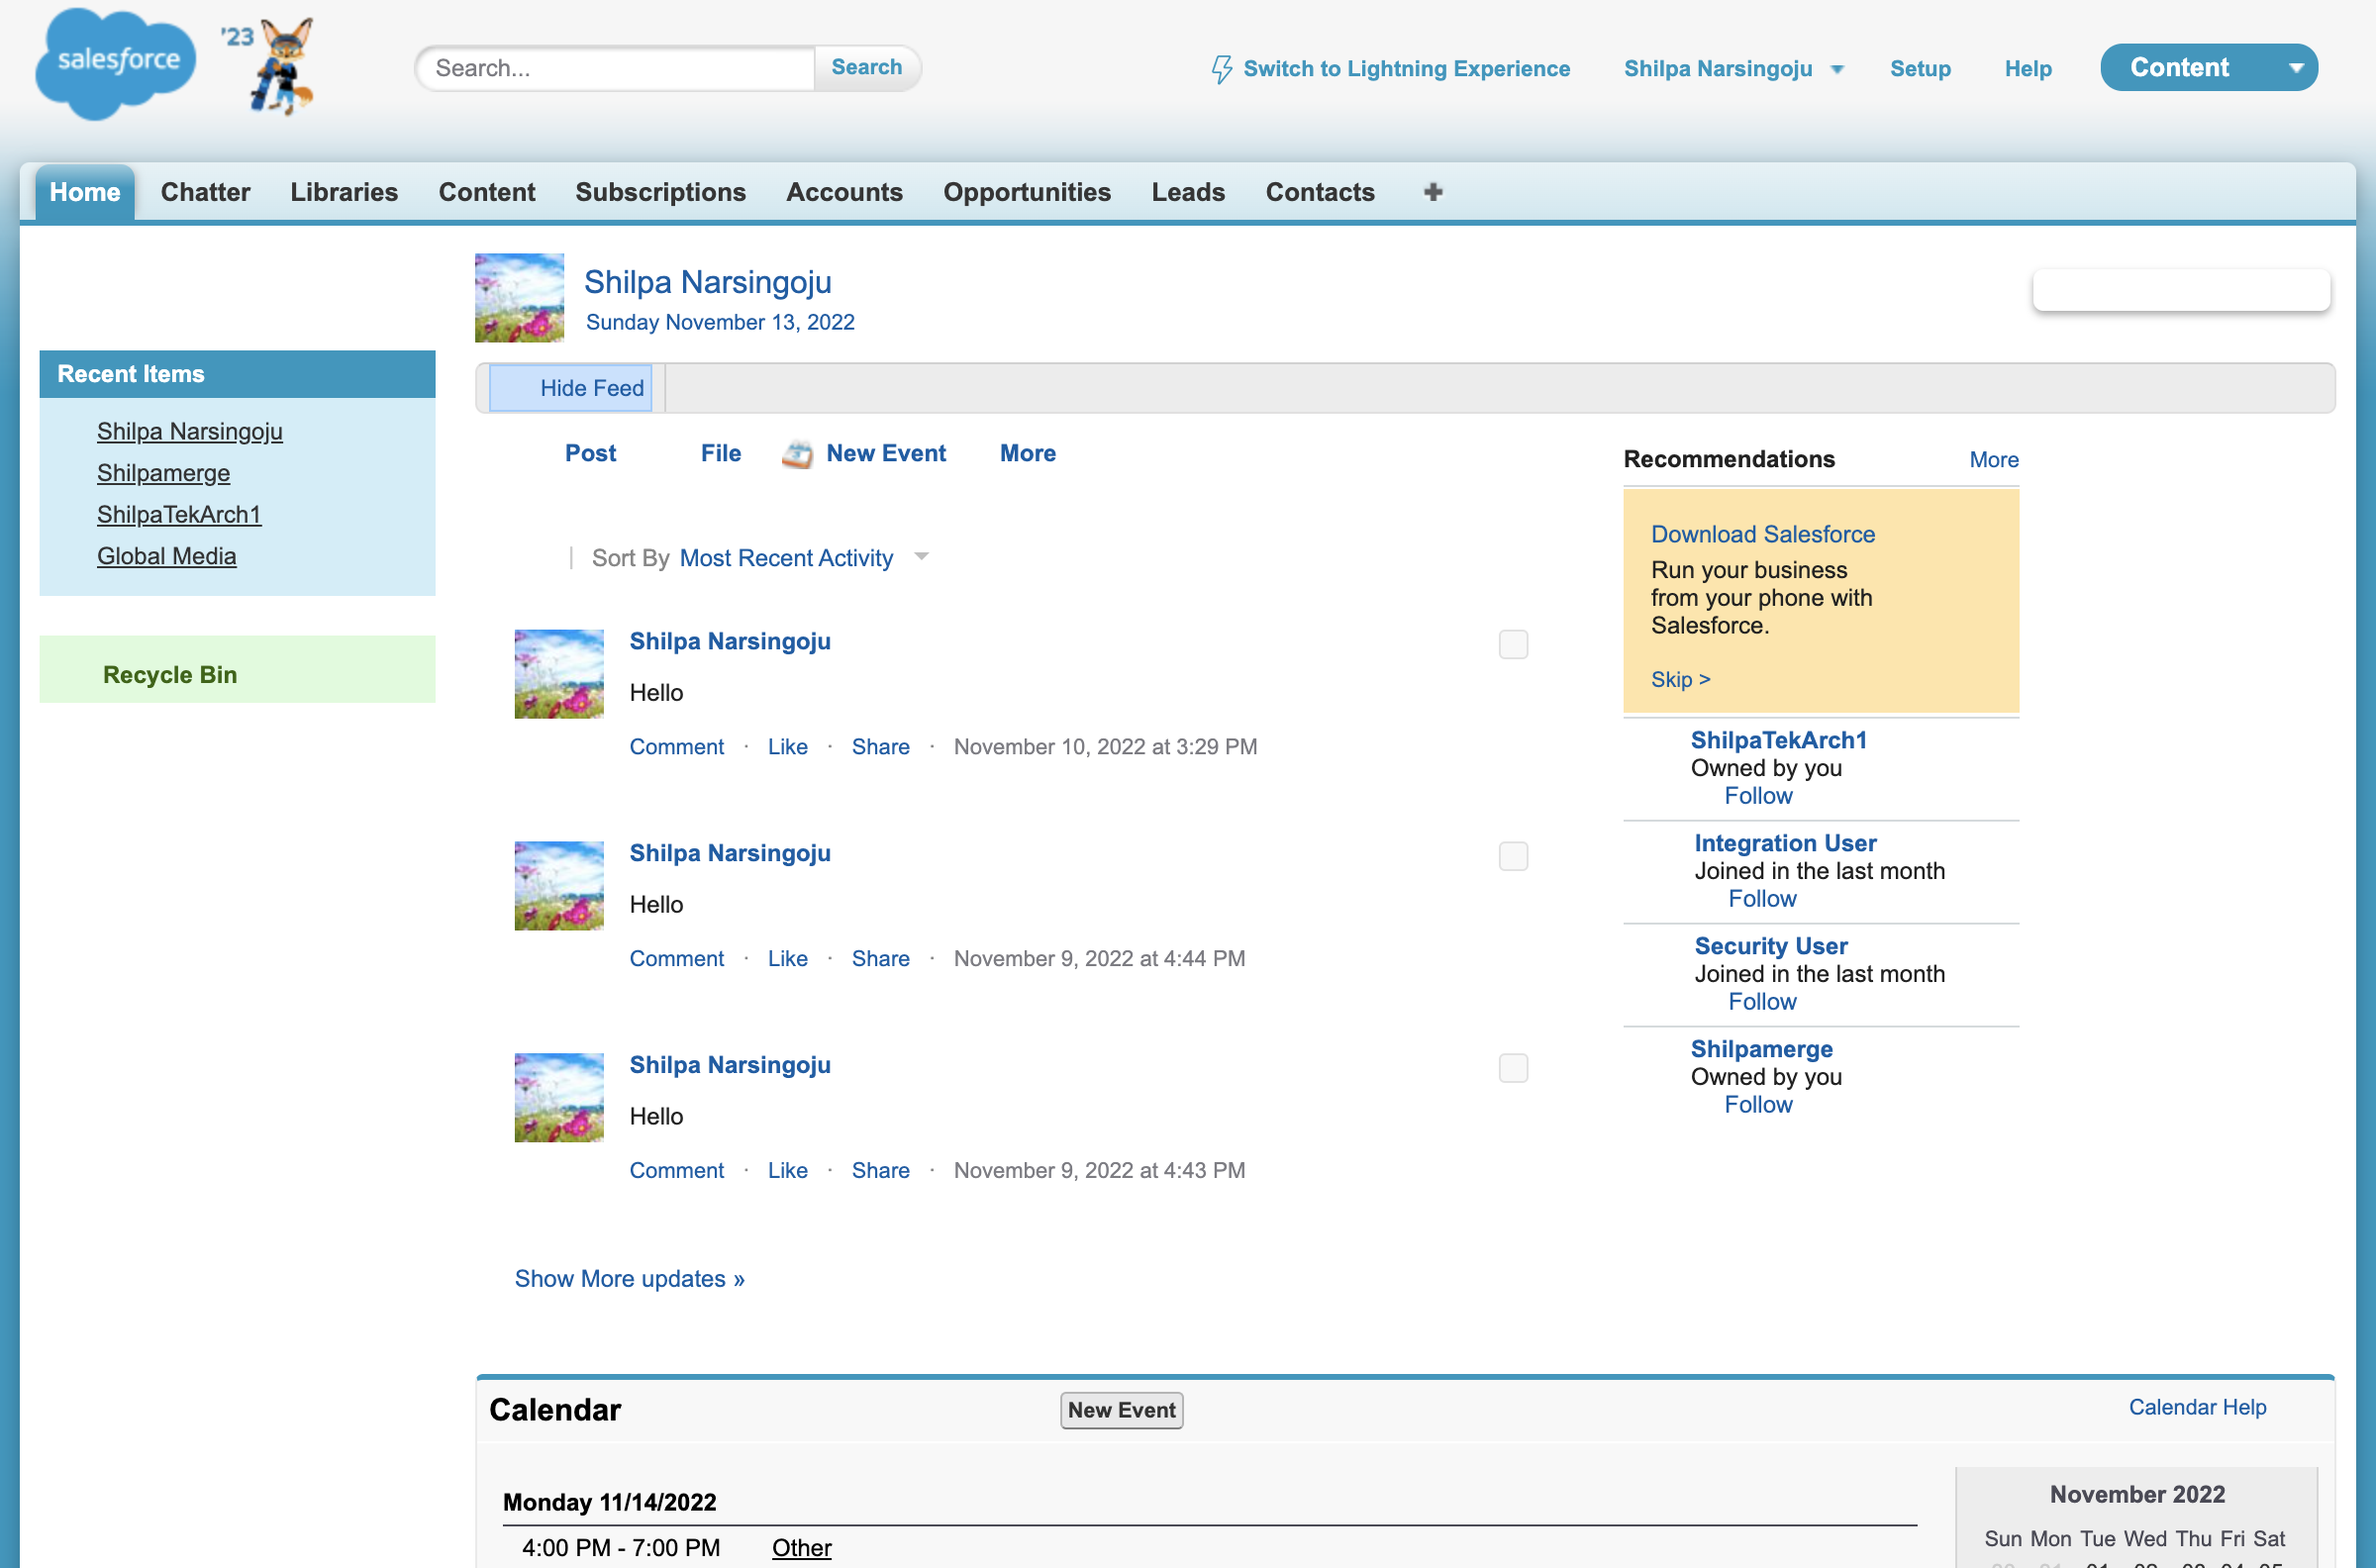 salesforce
'23
Search...
Search
Switch to Lightning Experience
Shilpa Narsingoju
Setup
Help
Content
Home
Chatter
Libraries
Content
Subscriptions
Accounts
Opportunities
Leads
Contacts
Shilpa Narsingoju
Sunday November 13, 2022
Recent Items
Shilpa Narsingoju
Shilpamerge
ShilpaTekArch1
Global Media
Recycle Bin
Hide Feed
Post
File
New Event
More
Sort By Most Recent Activity
Shilpa Narsingoju
Hello
Comment · Like · Share · November 10, 2022 at 3:29 PM
Shilpa Narsingoju
Hello
Comment · Like · Share · November 9, 2022 at 4:44 PM
Shilpa Narsingoju
Hello
Comment · Like · Share · November 9, 2022 at 4:43 PM
Show More updates »
Recommendations
More
Download Salesforce
Run your business
from your phone with
Salesforce.
Skip >
ShilpaTekArch1
Owned by you
Follow
Integration User
Joined in the last month
Follow
Security User
Joined in the last month
Follow
Shilpamerge
Owned by you
Follow
Calendar
New Event
Calendar Help
Monday 11/14/2022
4:00 PM - 7:00 PM Other
November 2022
Sun Mon Tue Wed Thu Fri Sat